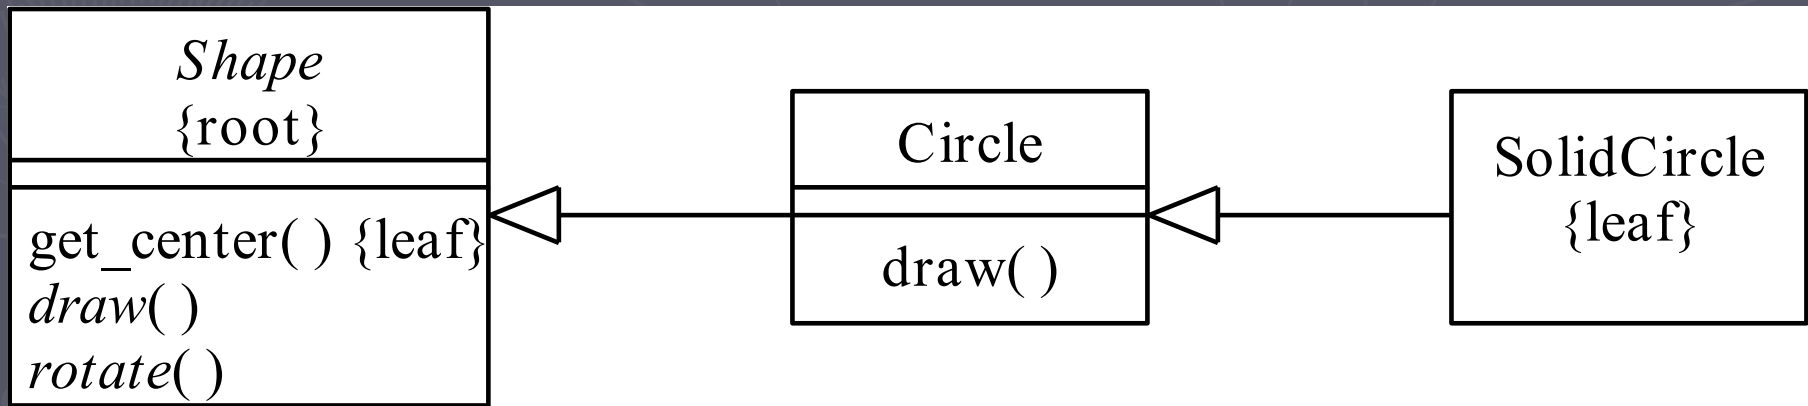 Shape
{root}
get_center( ) {leaf}
draw( )
rotate( )
Circle
draw( )
SolidCircle
{leaf}